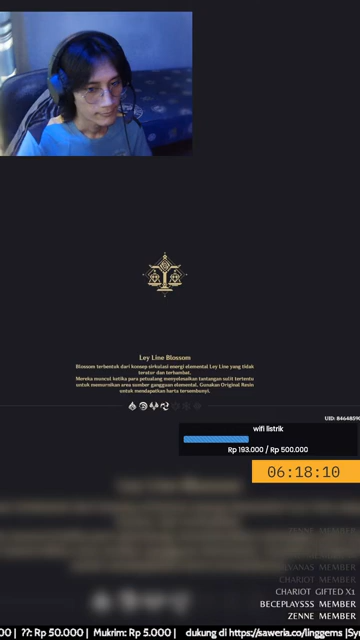 Ley Line Blossom
Blossom terbentuk dari konsep sirkulasi energi elemental Ley Line yang tidak
teratur dan terhambat.
Mereka muncul ketika para petualang menyelesaikan tantangan sulit tertentu
untuk memurnikan area sumber gangguan elemental. Gunakan Original Resin
untuk mendapatkan harta tersembunyi.
wifi listrik
Rp 193.000 / Rp 500.000
06:18:10
ZENNE MEMBER
CHARIOT MEMBER
CHARIOT GIFTED X1
BECEPLAYSSS MEMBER
ZENNE MEMBER
00 | ??: Rp 50.000 | Mukrim: Rp 5.000 | dukung di https://saweria.co/linggems